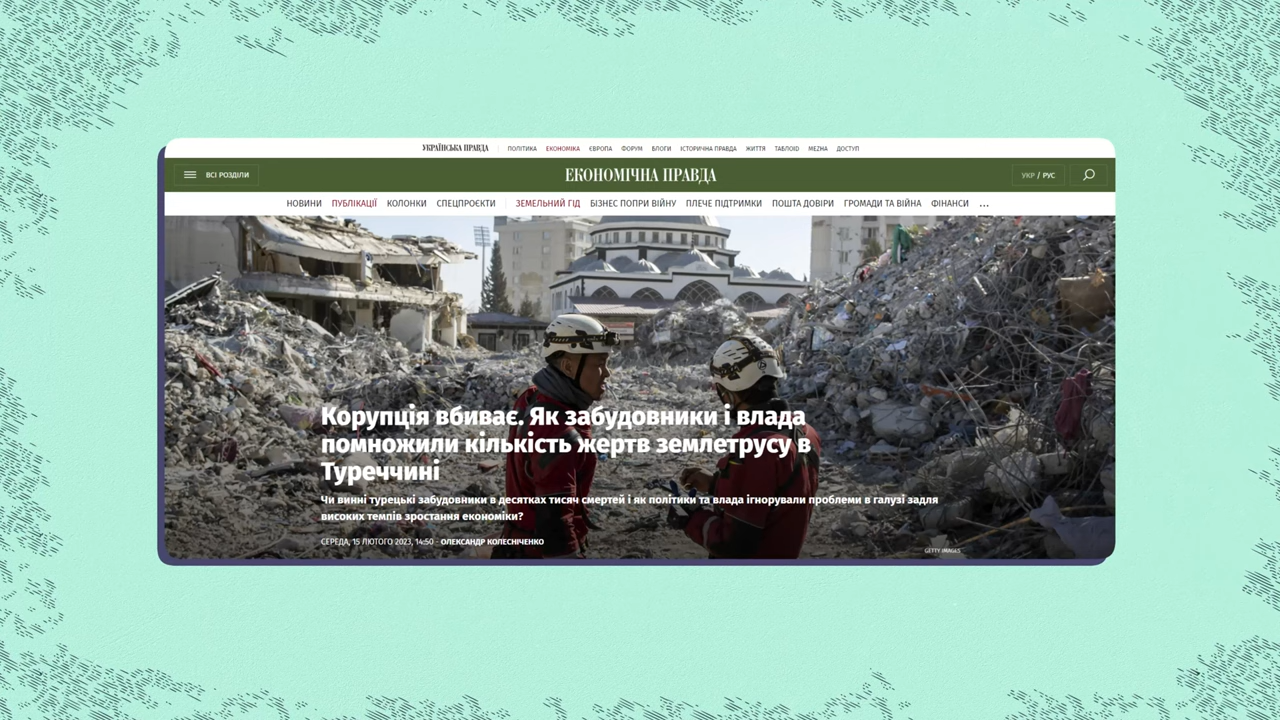 УКРАЇНСЬКА ПРАВДА ПОЛІТИКА ЕКОНОМІКА ЄВРОПА ФОРУМ БЛОГИ ІСТОРИЧНА ПРАВДА ЖИТТЯ ТАБЛОІД MEZHA ДОСТУП
ВСІ РОЗДІЛИ ЕКОНОМІЧНА ПРАВДА УКР / РУС
НОВИНИ ПУБЛІКАЦІЇ КОЛОНКИ СПЕЦПРОЄКТИ ЗЕМЕЛЬНИЙ ГІД БІЗНЕС ПОПРИ ВІЙНУ ПЛЕЧЕ ПІДТРИМКИ ПОШТА ДОВІРИ ГРОМАДИ ТА ВІЙНА ФІНАНСИ ...
Корупція вбиває. Як забудовники і влада
помножили кількість жертв землетрусу в
Туреччині
Чи винні турецькі забудовники в десятках тисяч смертей і як політики та влада ігнорували проблеми в галузі задля
високих темпів зростання економіки?
СЕРЕДА, 15 ЛЮТОГО 2023, 14:50 - ОЛЕКСАНДР КОЛЕСНІЧЕНКО
GETTY IMAGES